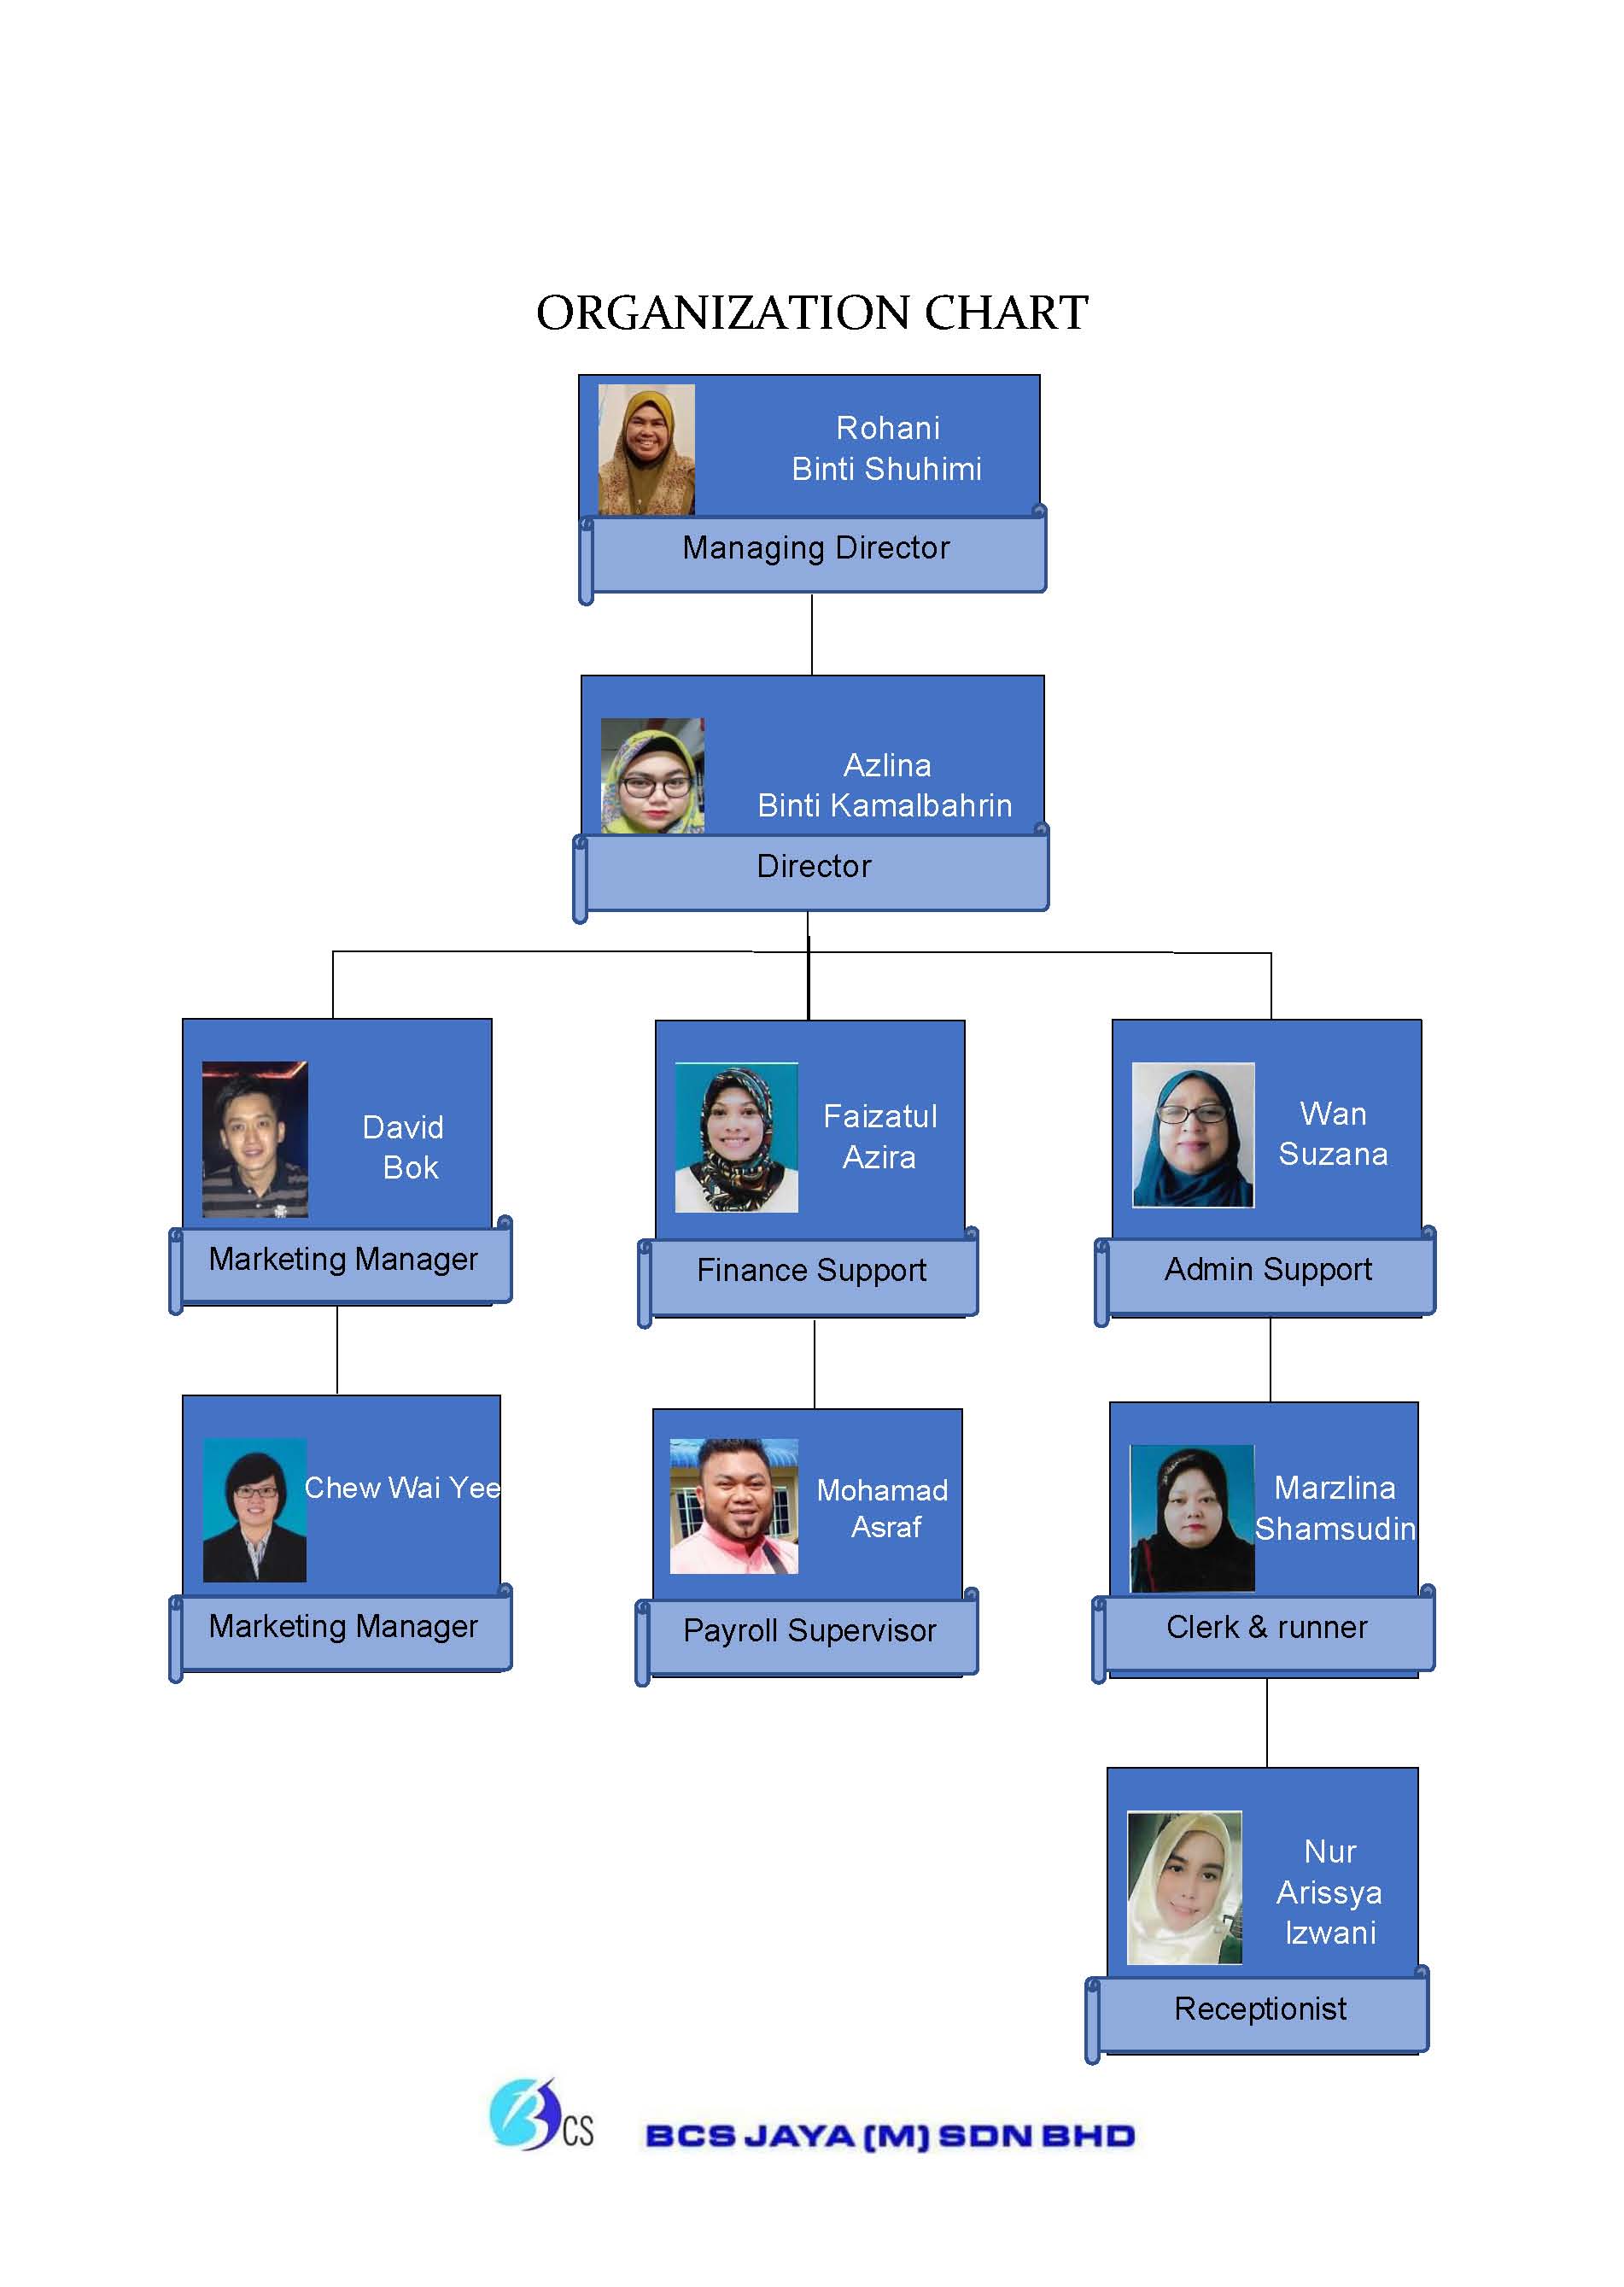 ORGANIZATION CHART
Rohani
Binti Shuhimi
Managing Director
Azlina
Binti Kamalbahrin
Director
David
Bok
Marketing Manager
Faizatul
Azira
Finance Support
Wan
Suzana
Admin Support
Chew Wai Yee
Marketing Manager
Mohamad
Asraf
Payroll Supervisor
Marzlina
Shamsudin
Clerk & runner
Nur
Arissya
Izwani
Receptionist
BCS
BCS JAYA (M) SDN BHD